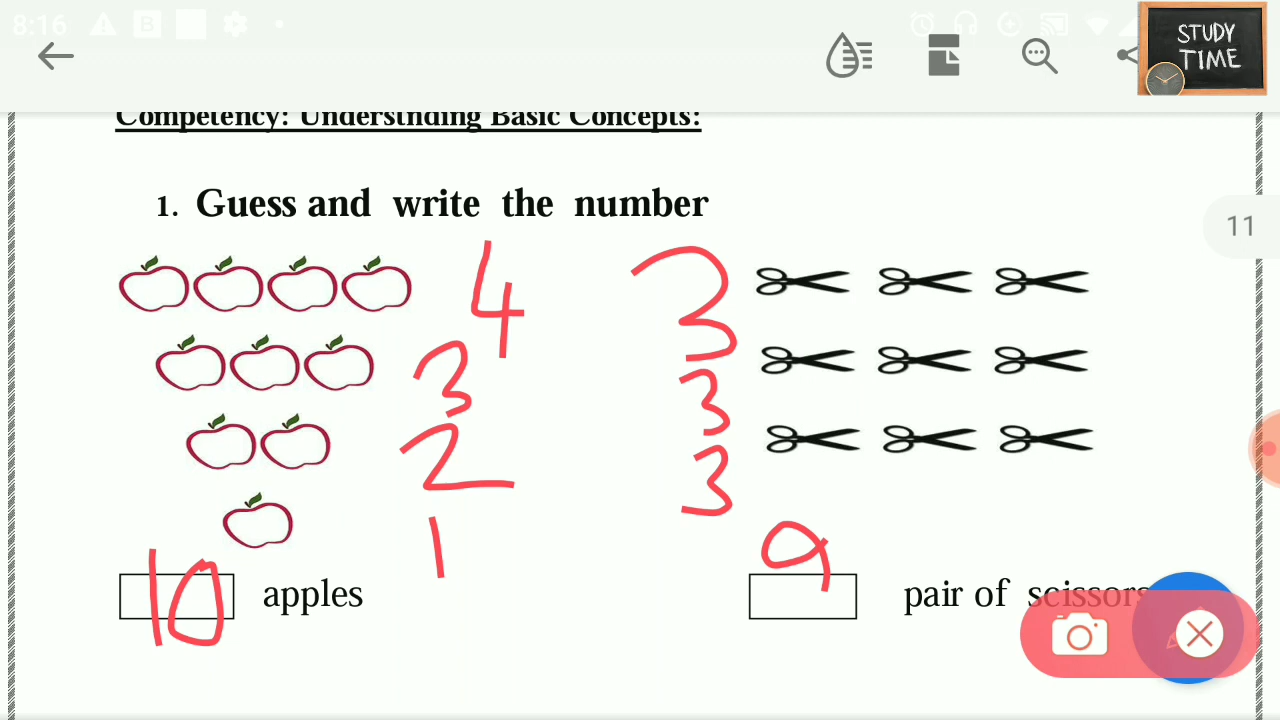 8:16
B
STUDY
TIME
Competency: Understnding Basic Concepts:
11
1. Guess and write the number
4
3
2
1
3
3
3
10 apples
9 pair of scissors